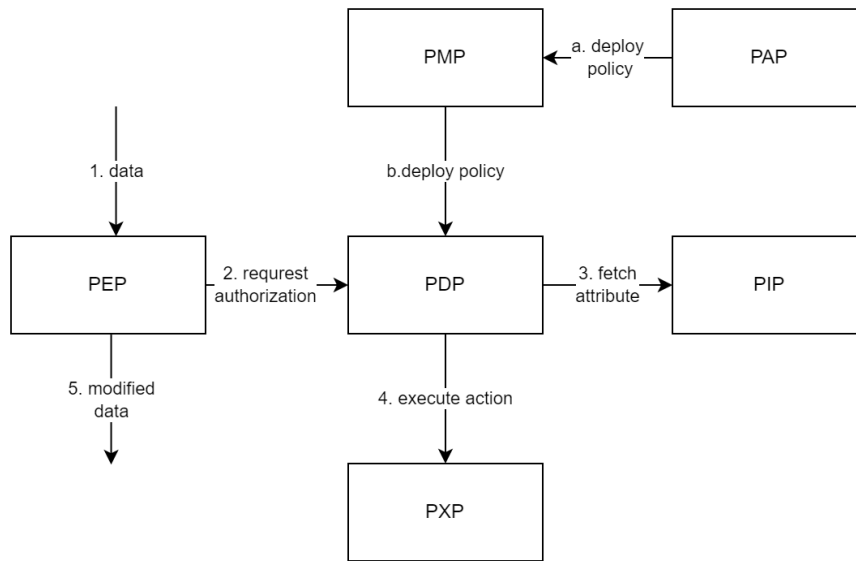 PMP
a. deploy
policy
PAP
1. data
b.deploy policy
PEP
2. requrest
authorization
PDP
3. fetch
attribute
PIP
5. modified
data
4. execute action
PXP